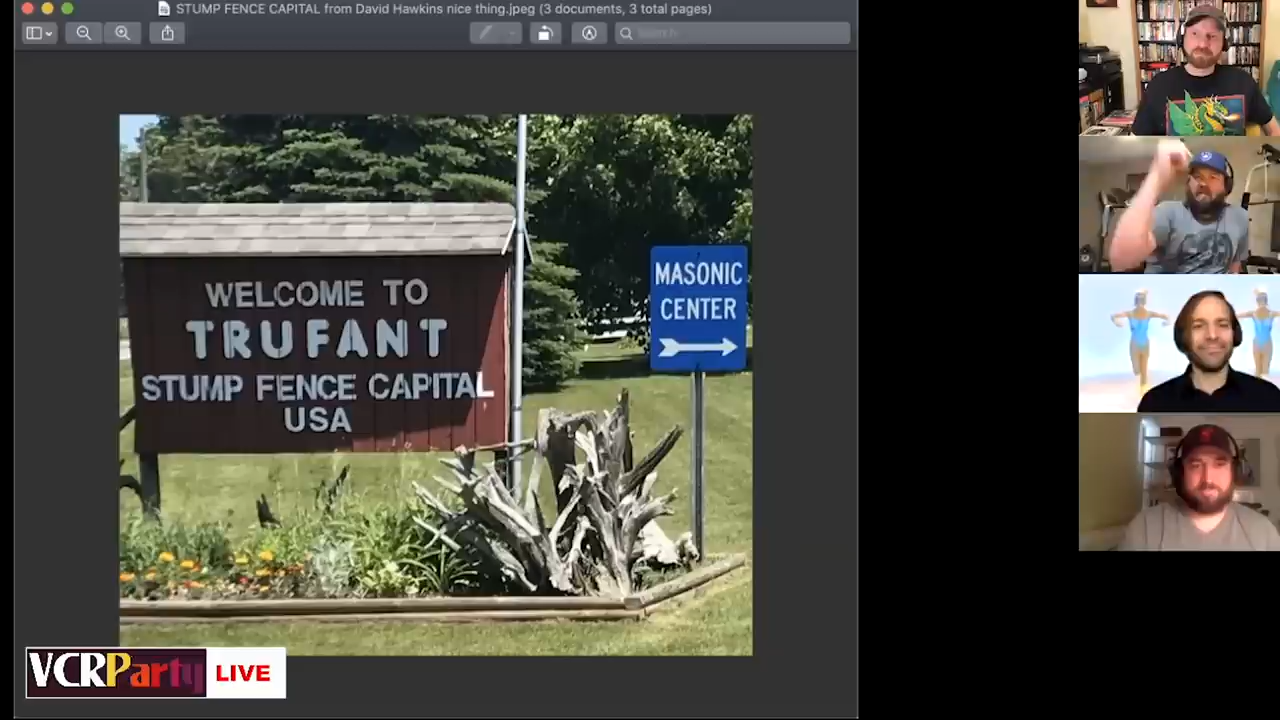 STUMP FENCE CAPITAL from David Hawkins nice thing.jpeg (3 documents, 3 total pages)
Search
WELCOME TO
TRUFANT
STUMP FENCE CAPITAL
USA
MASONIC
CENTER
VCRParty LIVE